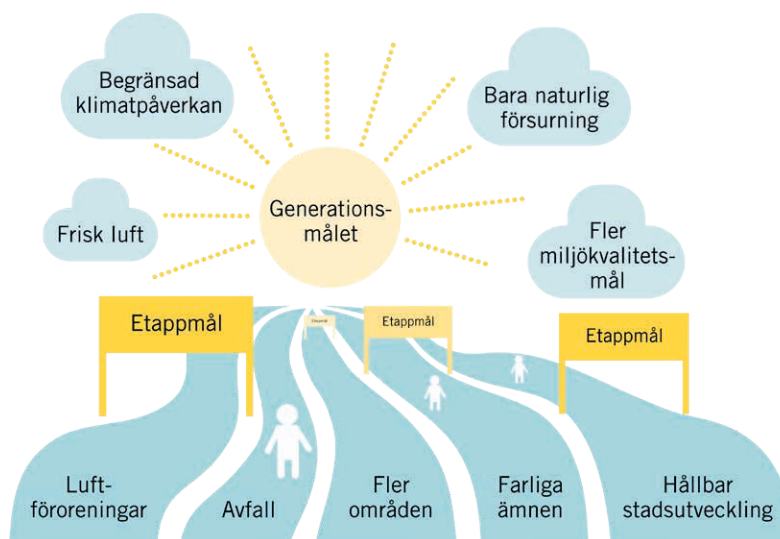 Begränsad
klimatpåverkan
Bara naturlig
försurning
Generations-
målet
Frisk luft
Fler
miljökvalitets-
mål
Etappmål
Etappmål
Etappmål
Etappmål
Luft-
föroreningar
Avfall
Fler
områden
Farliga
ämnen
Hållbar
stadsutveckling